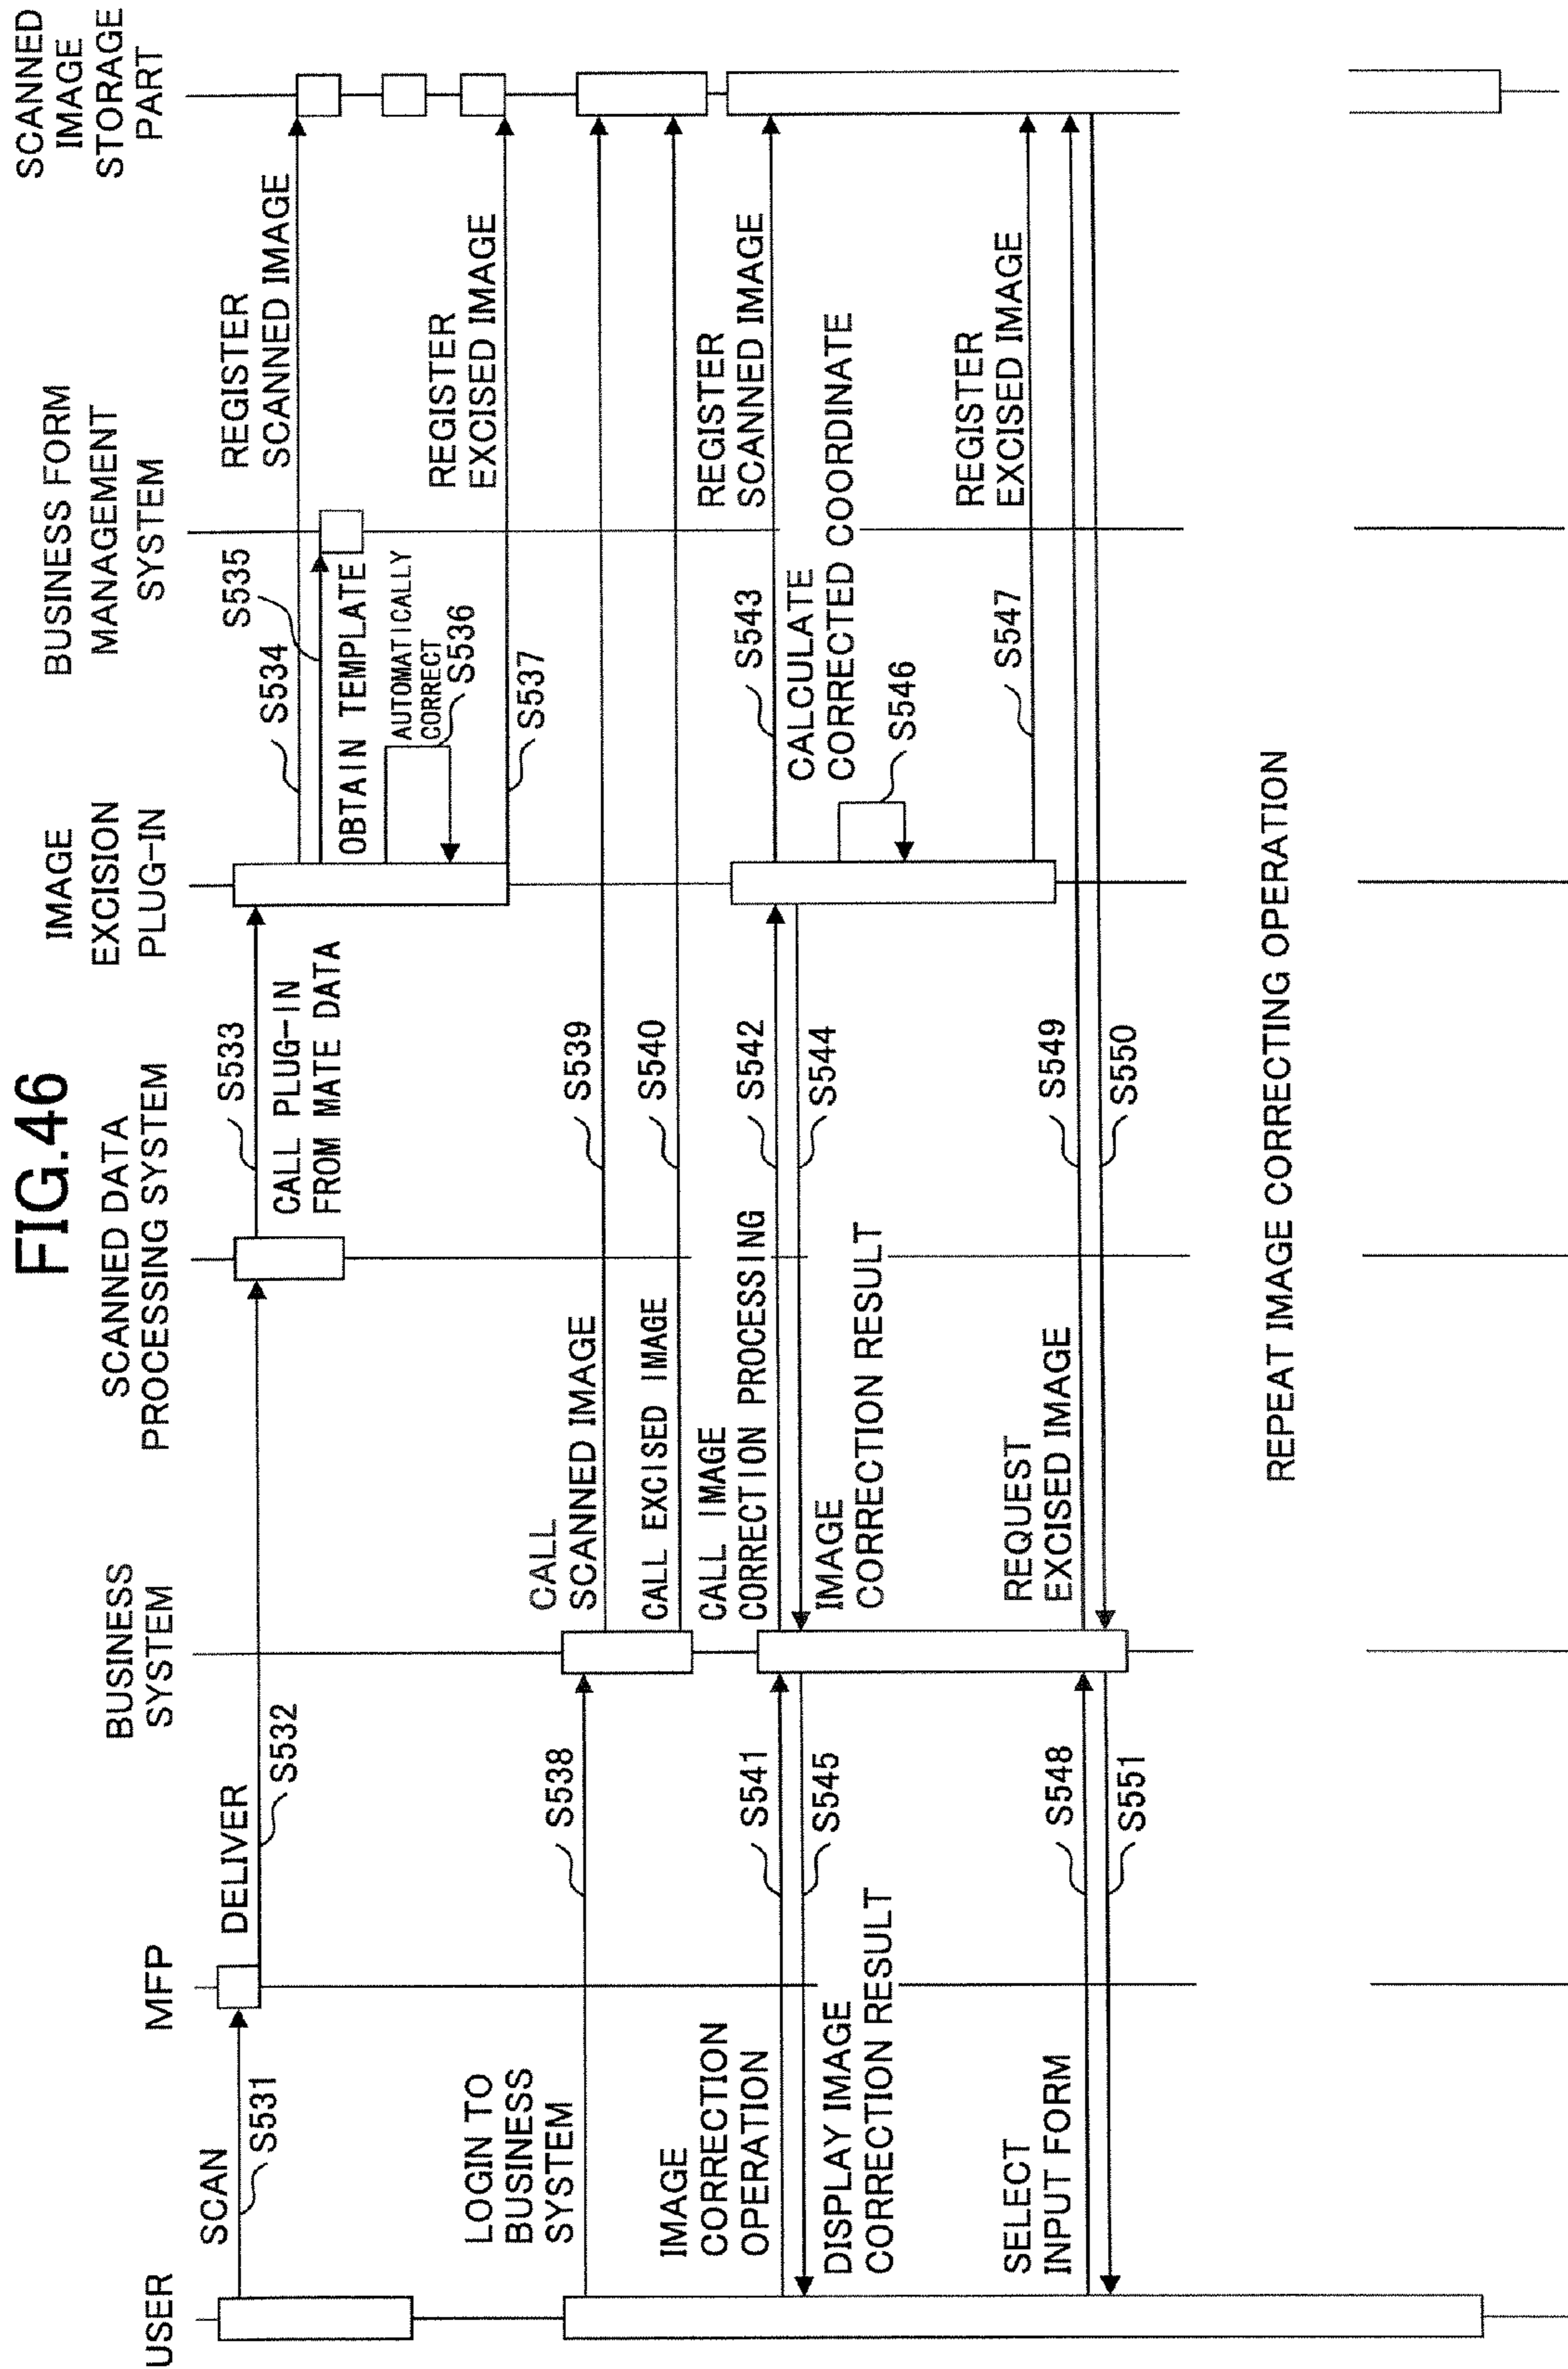 FIG.46
USER
MFP
BUSINESS
SYSTEM
SCANNED DATA
PROCESSING SYSTEM
IMAGE
EXCISION
PLUG-IN
BUSINESS FORM
MANAGEMENT
SYSTEM
SCANNED
IMAGE
STORAGE
PART
SCAN
S531
DELIVER
S532
S533
CALL PLUG-IN
FROM MATE DATA
S534
REGISTER
SCANNED IMAGE
S535
OBTAIN TEMPLATE
AUTOMATICALLY
CORRECT
S536
S537
REGISTER
EXCISED IMAGE
LOGIN TO
BUSINESS
SYSTEM
S538
CALL
SCANNED IMAGE
S539
CALL EXCISED IMAGE
S540
IMAGE
CORRECTION
OPERATION
S541
CALL IMAGE
CORRECTION PROCESSING
S542
S543
REGISTER
SCANNED IMAGE
IMAGE
CORRECTION RESULT
S544
DISPLAY IMAGE
CORRECTION RESULT
S545
CALCULATE
CORRECTED COORDINATE
S546
S547
REGISTER
EXCISED IMAGE
SELECT
INPUT FORM
S548
REQUEST
EXCISED IMAGE
S549
S550
S551
REPEAT IMAGE CORRECTING OPERATION